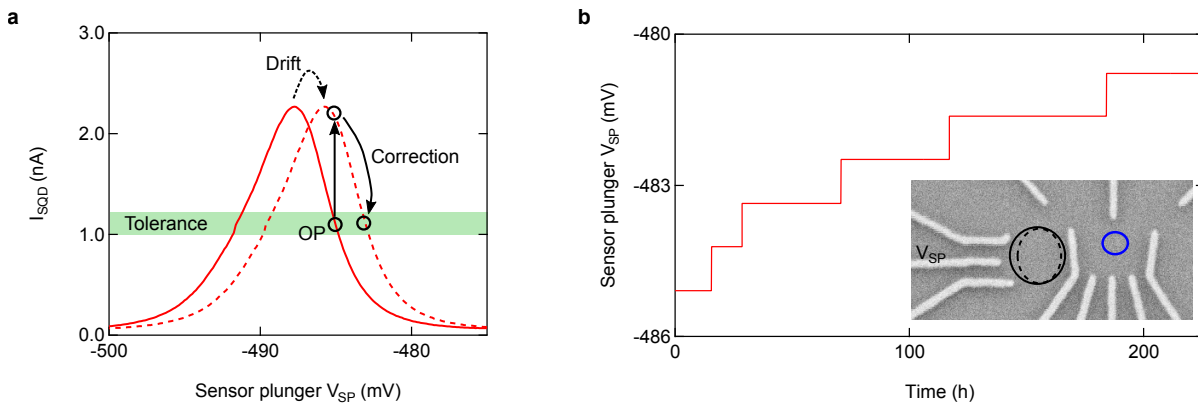 a
3.0
2.0
1.0
0.0
I_SQD (nA)
Drift
Correction
Tolerance
OP
-500
-490
-480
Sensor plunger V_SP (mV)
b
-480
-483
-486
Sensor plunger V_SP (mV)
V_SP
0
100
200
Time (h)